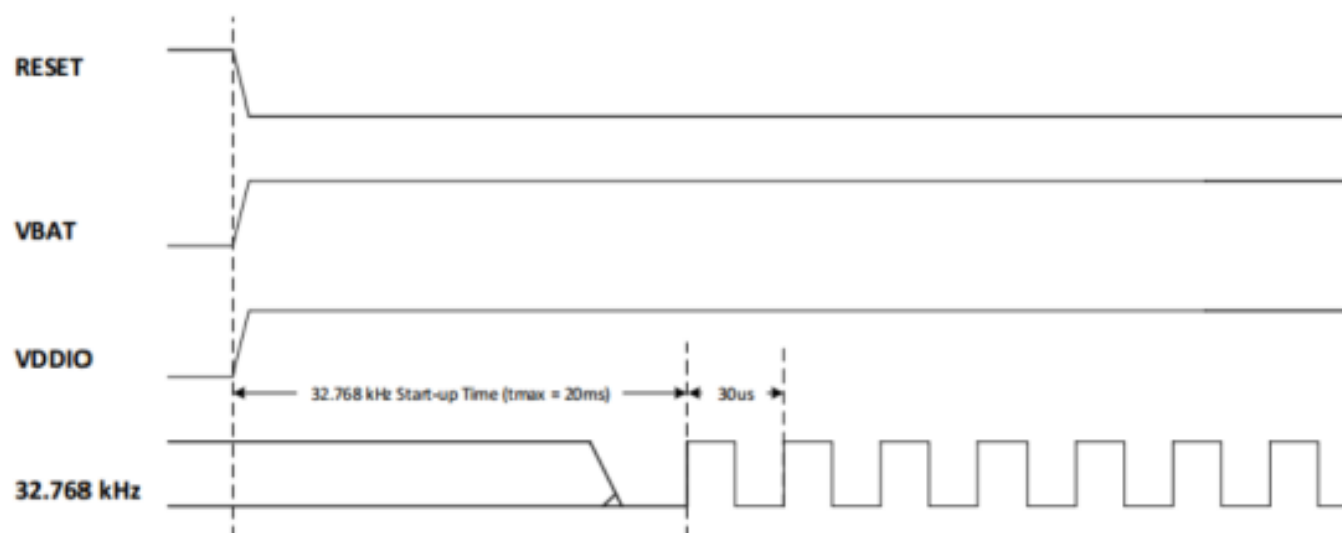 RESET
VBAT
VDDIO
32.768 kHz Start-up Time (tmax = 20ms)
30us
32.768 kHz